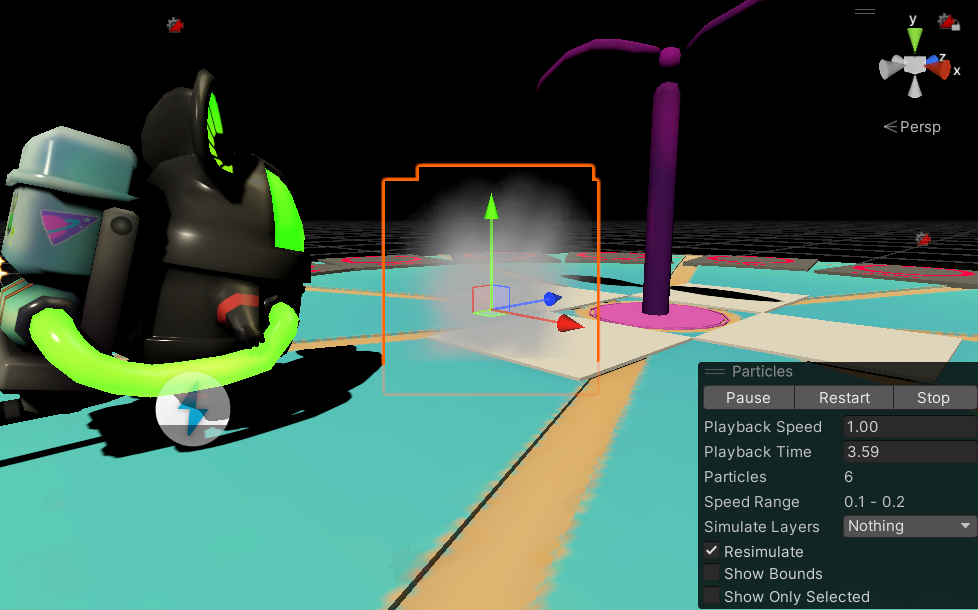 y
z
x
Persp
Particles
Pause Restart Stop
Playback Speed 1.00
Playback Time 3.59
Particles 6
Speed Range 0.1 - 0.2
Simulate Layers Nothing
Resimulate
Show Bounds
Show Only Selected